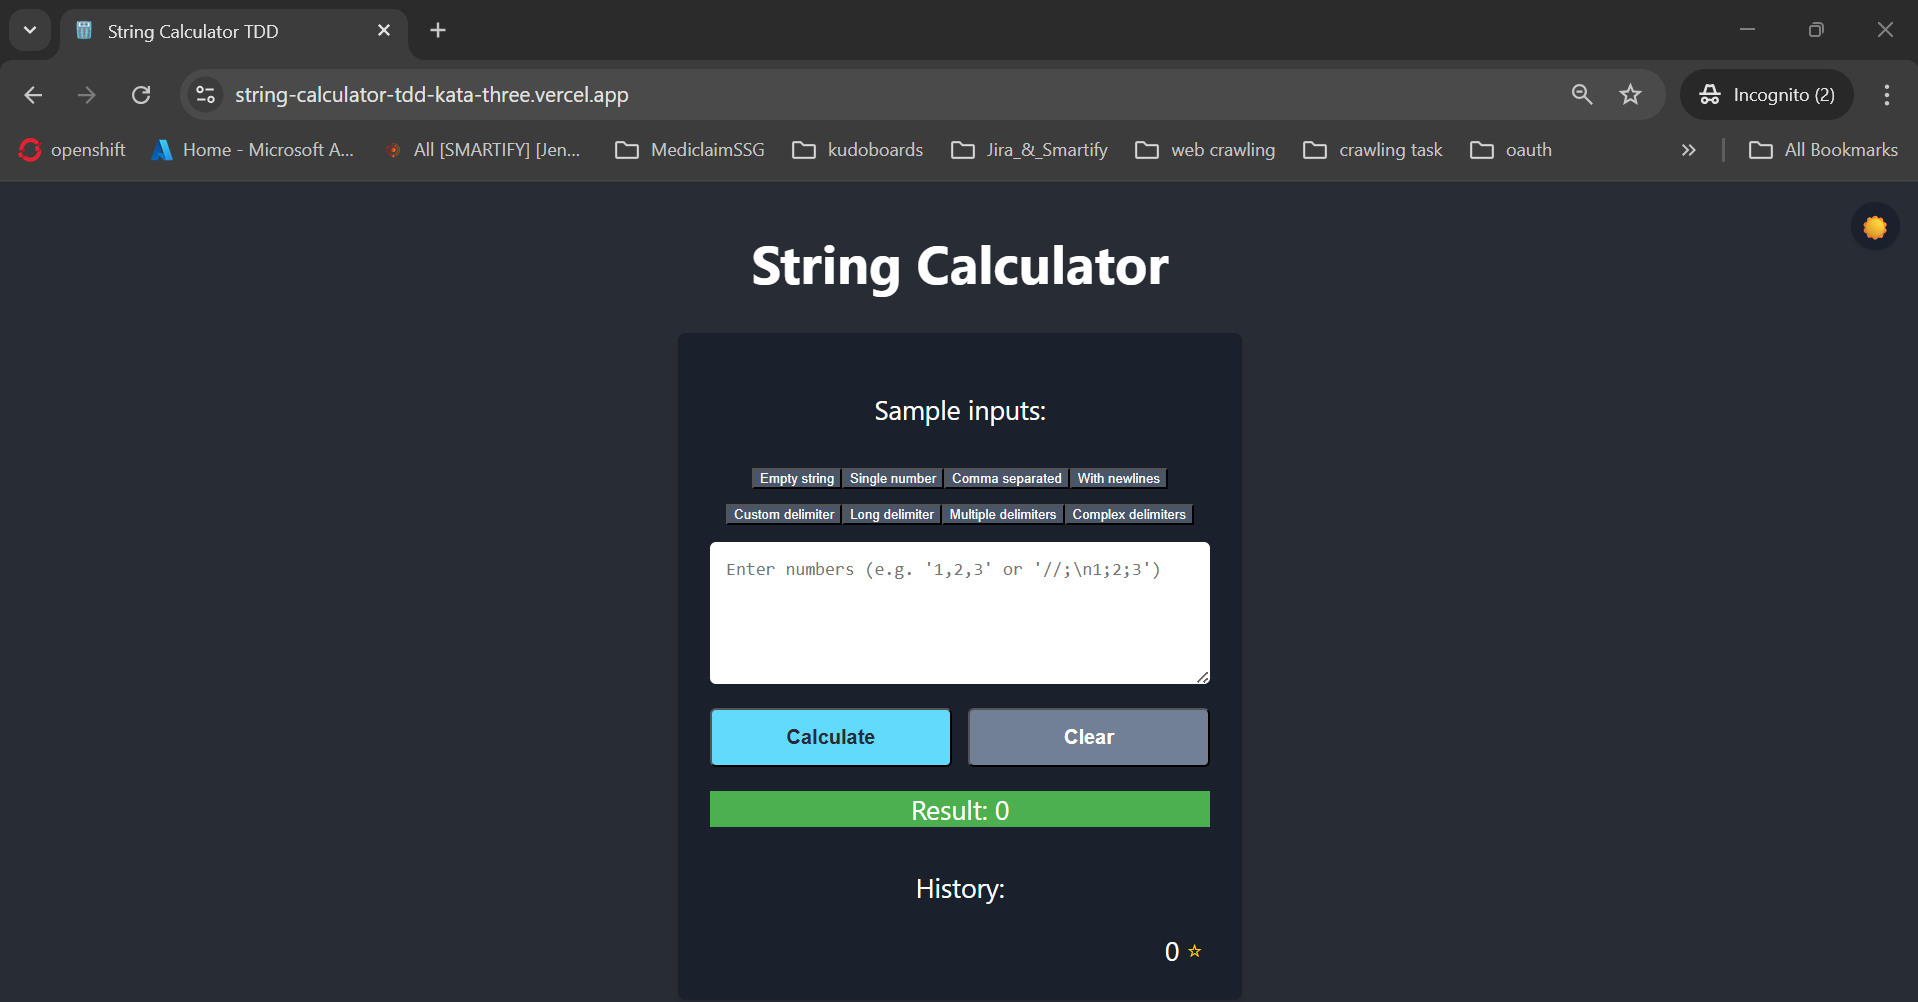 String Calculator TDD
string-calculator-tdd-kata-three.vercel.app
Incognito (2)
openshift
Home - Microsoft A...
All [SMARTIFY] [Jen...
MediclaimSSG
kudoboards
Jira_&_Smartify
web crawling
crawling task
oauth
All Bookmarks
String Calculator
Sample inputs:
Empty string Single number Comma separated With newlines
Custom delimiter Long delimiter Multiple delimiters Complex delimiters
Enter numbers (e.g. '1,2,3' or '//;\n1;2;3')
Calculate
Clear
Result: 0
History:
0 ☆